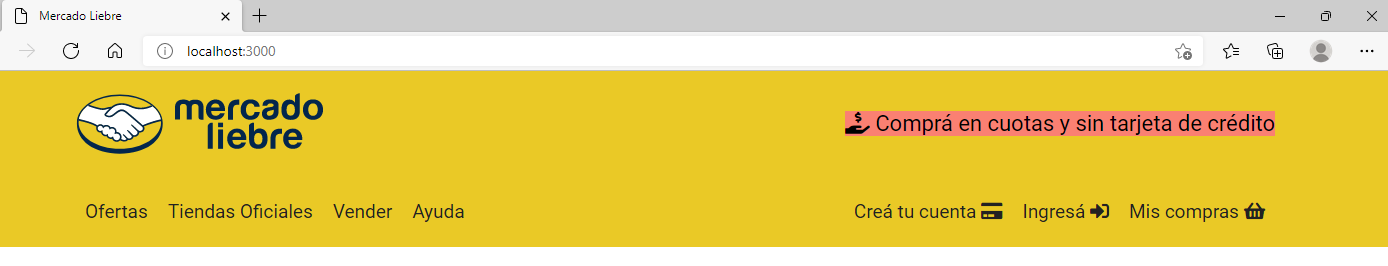 Mercado Liebre
localhost:3000
mercado
liebre
Comprá en cuotas y sin tarjeta de crédito
Ofertas Tiendas Oficiales Vender Ayuda Creá tu cuenta Ingresá Mis compras